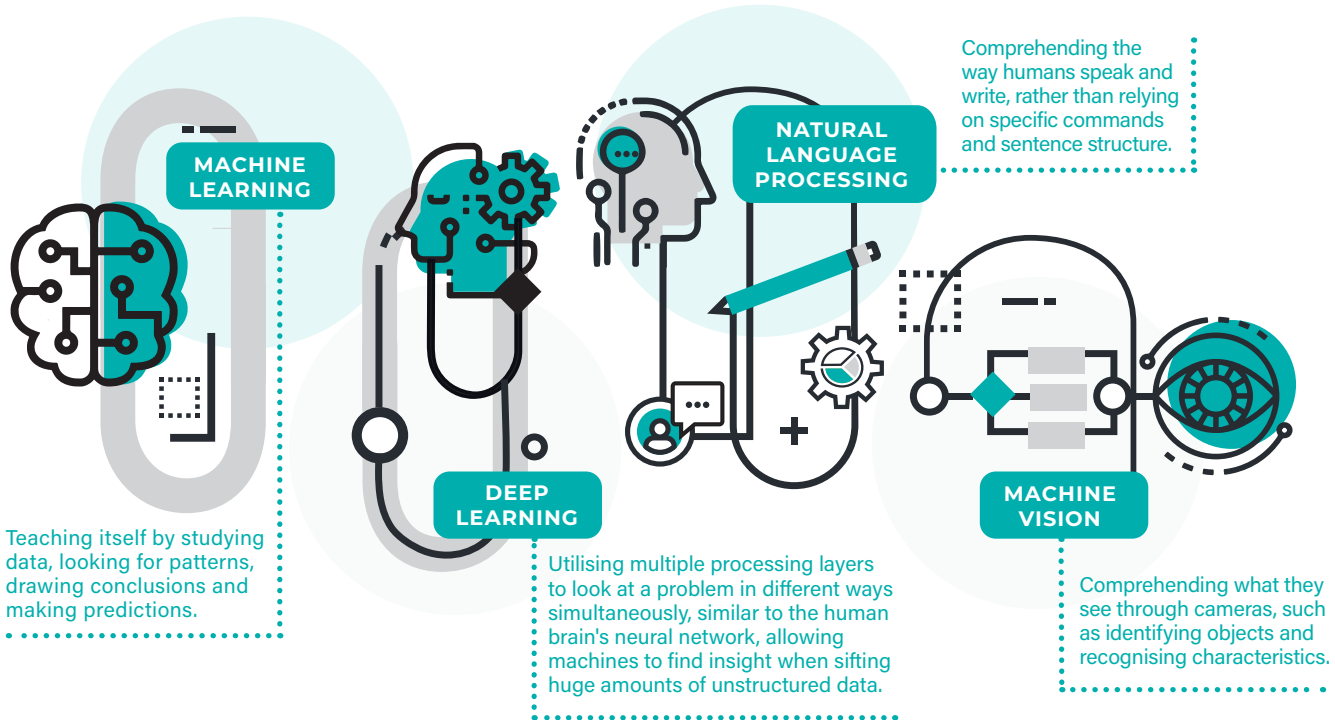 MACHINE
LEARNING
Teaching itself by studying
data, looking for patterns,
drawing conclusions and
making predictions.
DEEP
LEARNING
Utilising multiple processing layers
to look at a problem in different ways
simultaneously, similar to the human
brain's neural network, allowing
machines to find insight when sifting
huge amounts of unstructured data.
NATURAL
LANGUAGE
PROCESSING
Comprehending the
way humans speak and
write, rather than relying
on specific commands
and sentence structure.
MACHINE
VISION
Comprehending what they
see through cameras, such
as identifying objects and
recognising characteristics.